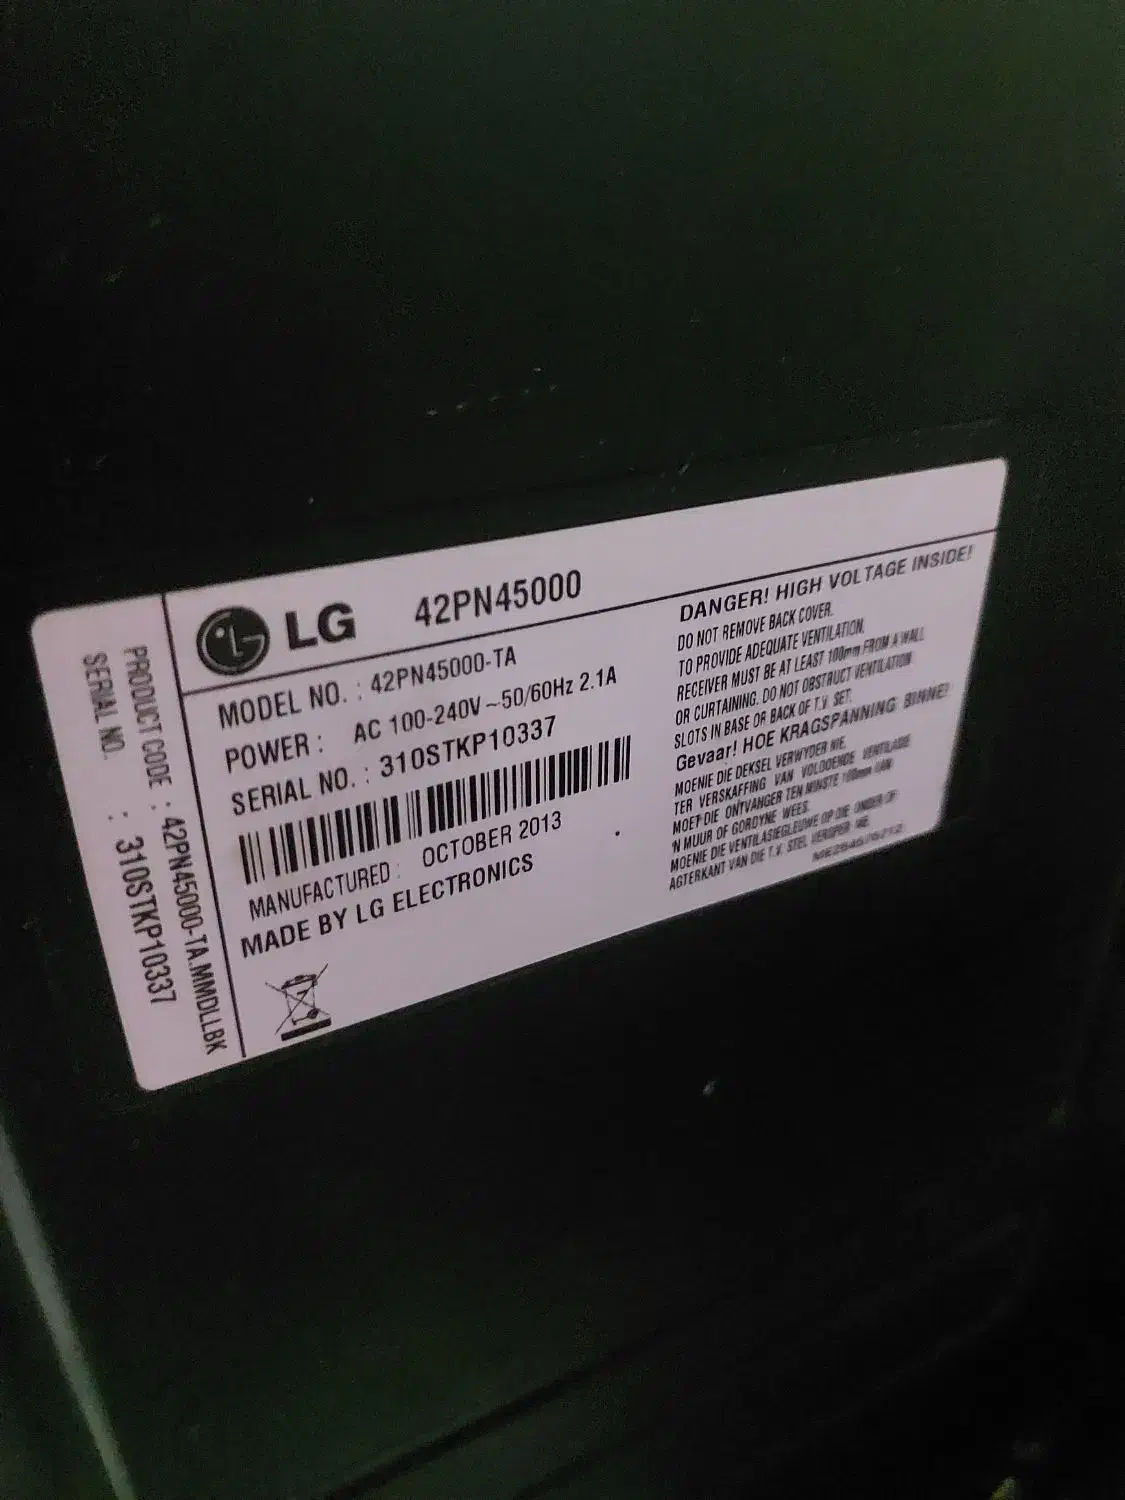 LG 42PN45000
MODEL NO. : 42PN45000-TA
POWER : AC 100-240V ~50/60Hz 2.1A
SERIAL NO. : 310STKP10337
MANUFACTURED : OCTOBER 2013
MADE BY LG ELECTRONICS
DANGER! HIGH VOLTAGE INSIDE!
DO NOT REMOVE BACK COVER.
TO PROVIDE ADEQUATE VENTILATION,
RECEIVER MUST BE AT LEAST 100mm FROM A WALL
OR CURTAINING. DO NOT OBSTRUCT VENTILATION
SLOTS IN BASE OR BACK OF T.V. SET.
Gevaar! HOE KRAGSPANNING BINNE!
MOENIE DIE DEKSEL VERWYDER NIE.
TER VERSKAFFING VAN VOLDOENDE VENTILASIE
MOET DIE ONTVANGER TEN MINSTE 100mm VAN
'N MUUR OF GORDYNE WEES.
MOENIE DIE VENTILASIEGLEUWE OP DIE ONDER OF
AGTERKANT VAN DIE T.V. STEL VERSPER NIE.
PRODUCT CODE : 42PN45000-TA.MMDLLBK
SERIAL NO. : 310STKP10337